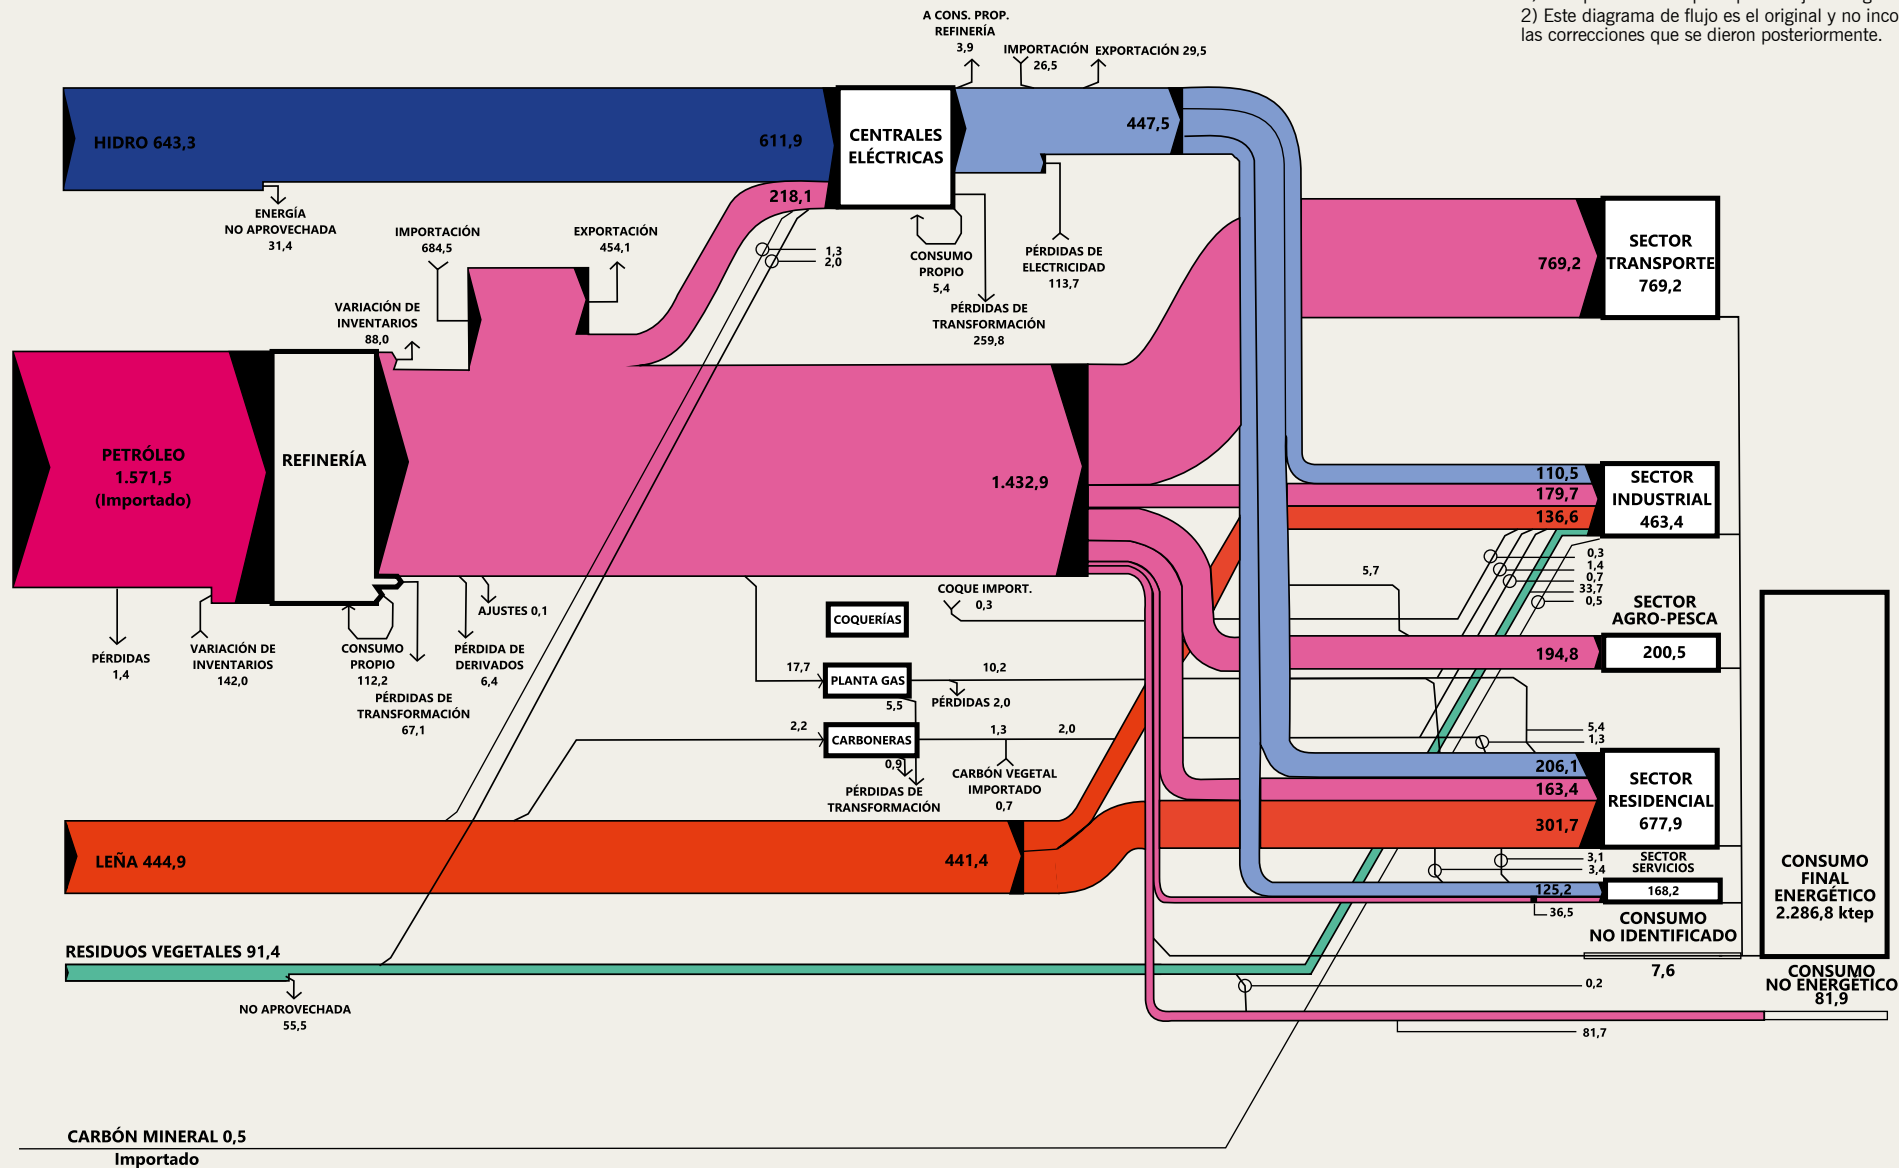 2) Este diagrama de flujo es el original y no inco
las correcciones que se dieron posteriormente.
A CONS. PROP.
REFINERÍA
3,9
IMPORTACIÓN
26,5
EXPORTACIÓN 29,5
HIDRO 643,3
611,9
CENTRALES
ELÉCTRICAS
447,5
ENERGÍA
NO APROVECHADA
31,4
218,1
1,3
2,0
CONSUMO
PROPIO
5,4
PÉRDIDAS DE
ELECTRICIDAD
113,7
PÉRDIDAS DE
TRANSFORMACIÓN
259,8
IMPORTACIÓN
684,5
EXPORTACIÓN
454,1
VARIACIÓN DE
INVENTARIOS
88,0
769,2
SECTOR
TRANSPORTE
769,2
PETRÓLEO
1.571,5
(Importado)
REFINERÍA
1.432,9
110,5
179,7
136,6
SECTOR
INDUSTRIAL
463,4
0,3
1,4
0,7
33,7
0,5
5,7
SECTOR
AGRO-PESCA
194,8
200,5
PÉRDIDAS
1,4
VARIACIÓN DE
INVENTARIOS
142,0
CONSUMO
PROPIO
112,2
PÉRDIDAS DE
TRANSFORMACIÓN
67,1
PÉRDIDA DE
DERIVADOS
6,4
AJUSTES 0,1
COQUE IMPORT.
0,3
COQUERÍAS
17,7
PLANTA GAS
10,2
5,5
PÉRDIDAS 2,0
2,2
CARBONERAS
1,3
2,0
0,9
CARBÓN VEGETAL
IMPORTADO
0,7
PÉRDIDAS DE
TRANSFORMACIÓN
5,4
1,3
206,1
163,4
301,7
SECTOR
RESIDENCIAL
677,9
LEÑA 444,9
441,4
3,1
3,4
SECTOR
SERVICIOS
125,2
168,2
36,5
CONSUMO
NO IDENTIFICADO
7,6
CONSUMO
FINAL
ENERGÉTICO
2.286,8 ktep
CONSUMO
NO ENERGÉTICO
81,9
RESIDUOS VEGETALES 91,4
NO APROVECHADA
55,5
0,2
81,7
CARBÓN MINERAL 0,5
Importado